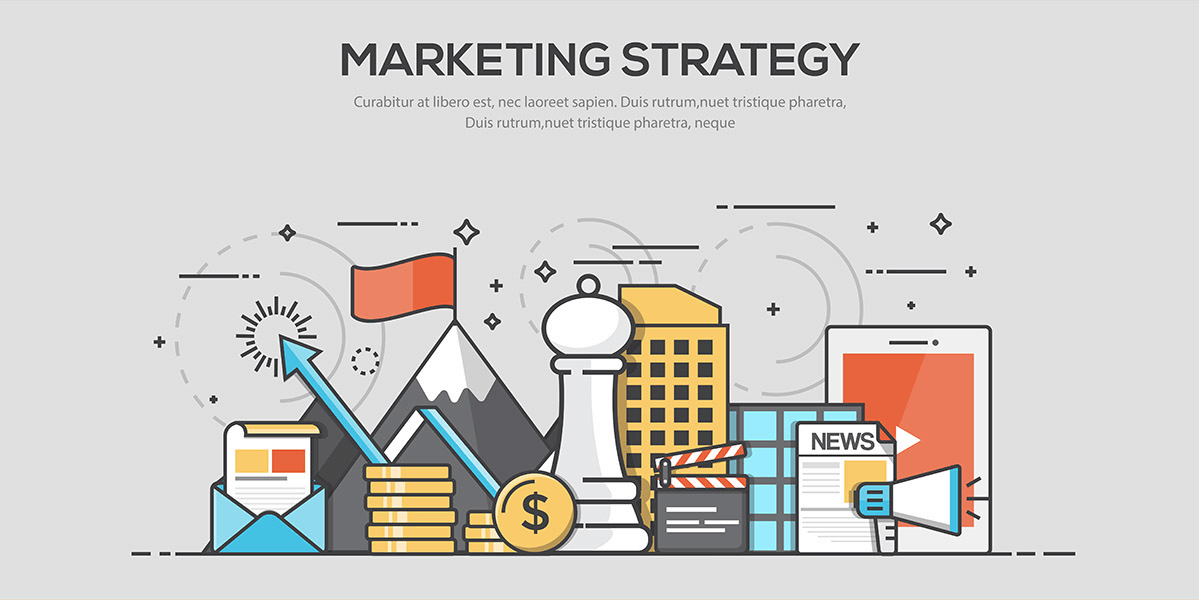 MARKETING STRATEGY
Curabitur at libero est, nec laoreet sapien. Duis rutrum,nuet tristique pharetra,
Duis rutrum,nuet tristique pharetra, neque
NEWS
$